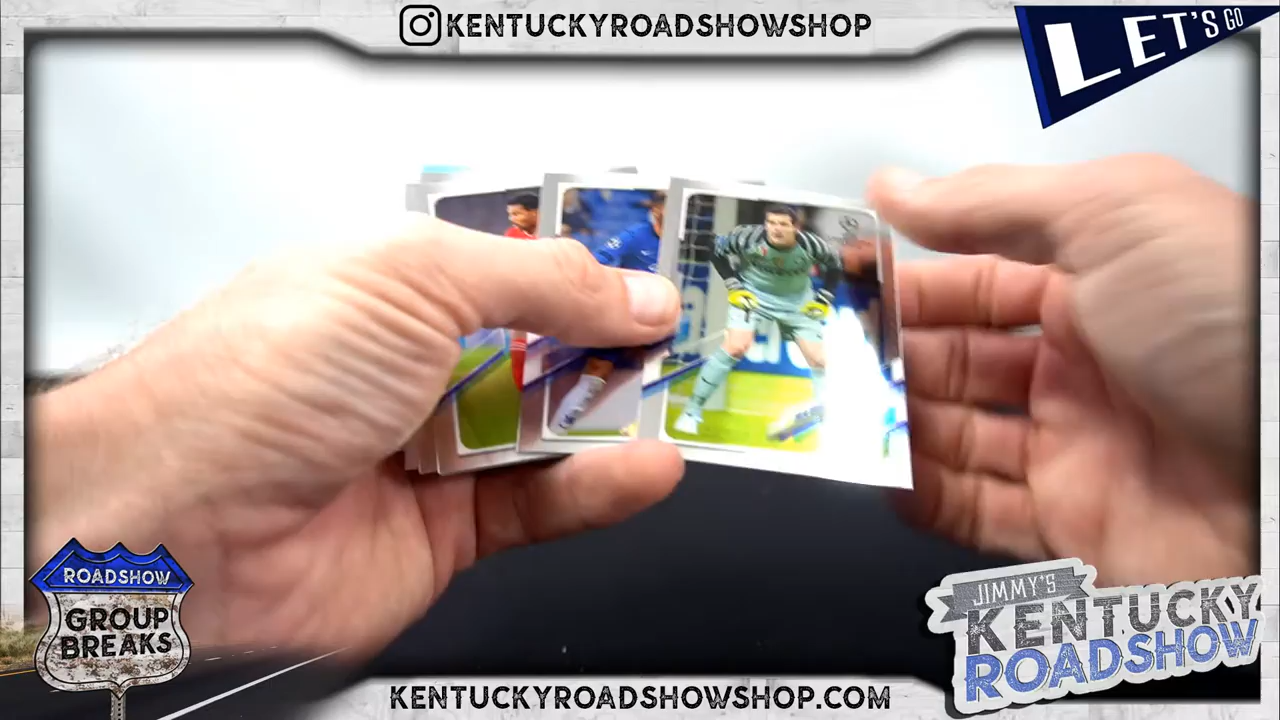 KENTUCKYROADSHOWSHOP
LET'S GO
ROADSHOW
GROUP
BREAKS
JIMMY'S
KENTUCKY
ROADSHOW
KENTUCKYROADSHOWSHOP.COM